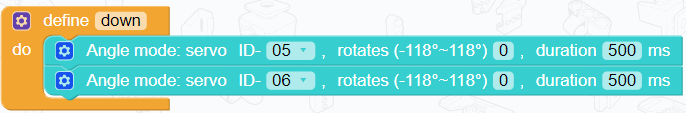 define down
do Angle mode: servo ID- 05 , rotates (-118°~118°) 0 , duration 500 ms
Angle mode: servo ID- 06 , rotates (-118°~118°) 0 , duration 500 ms